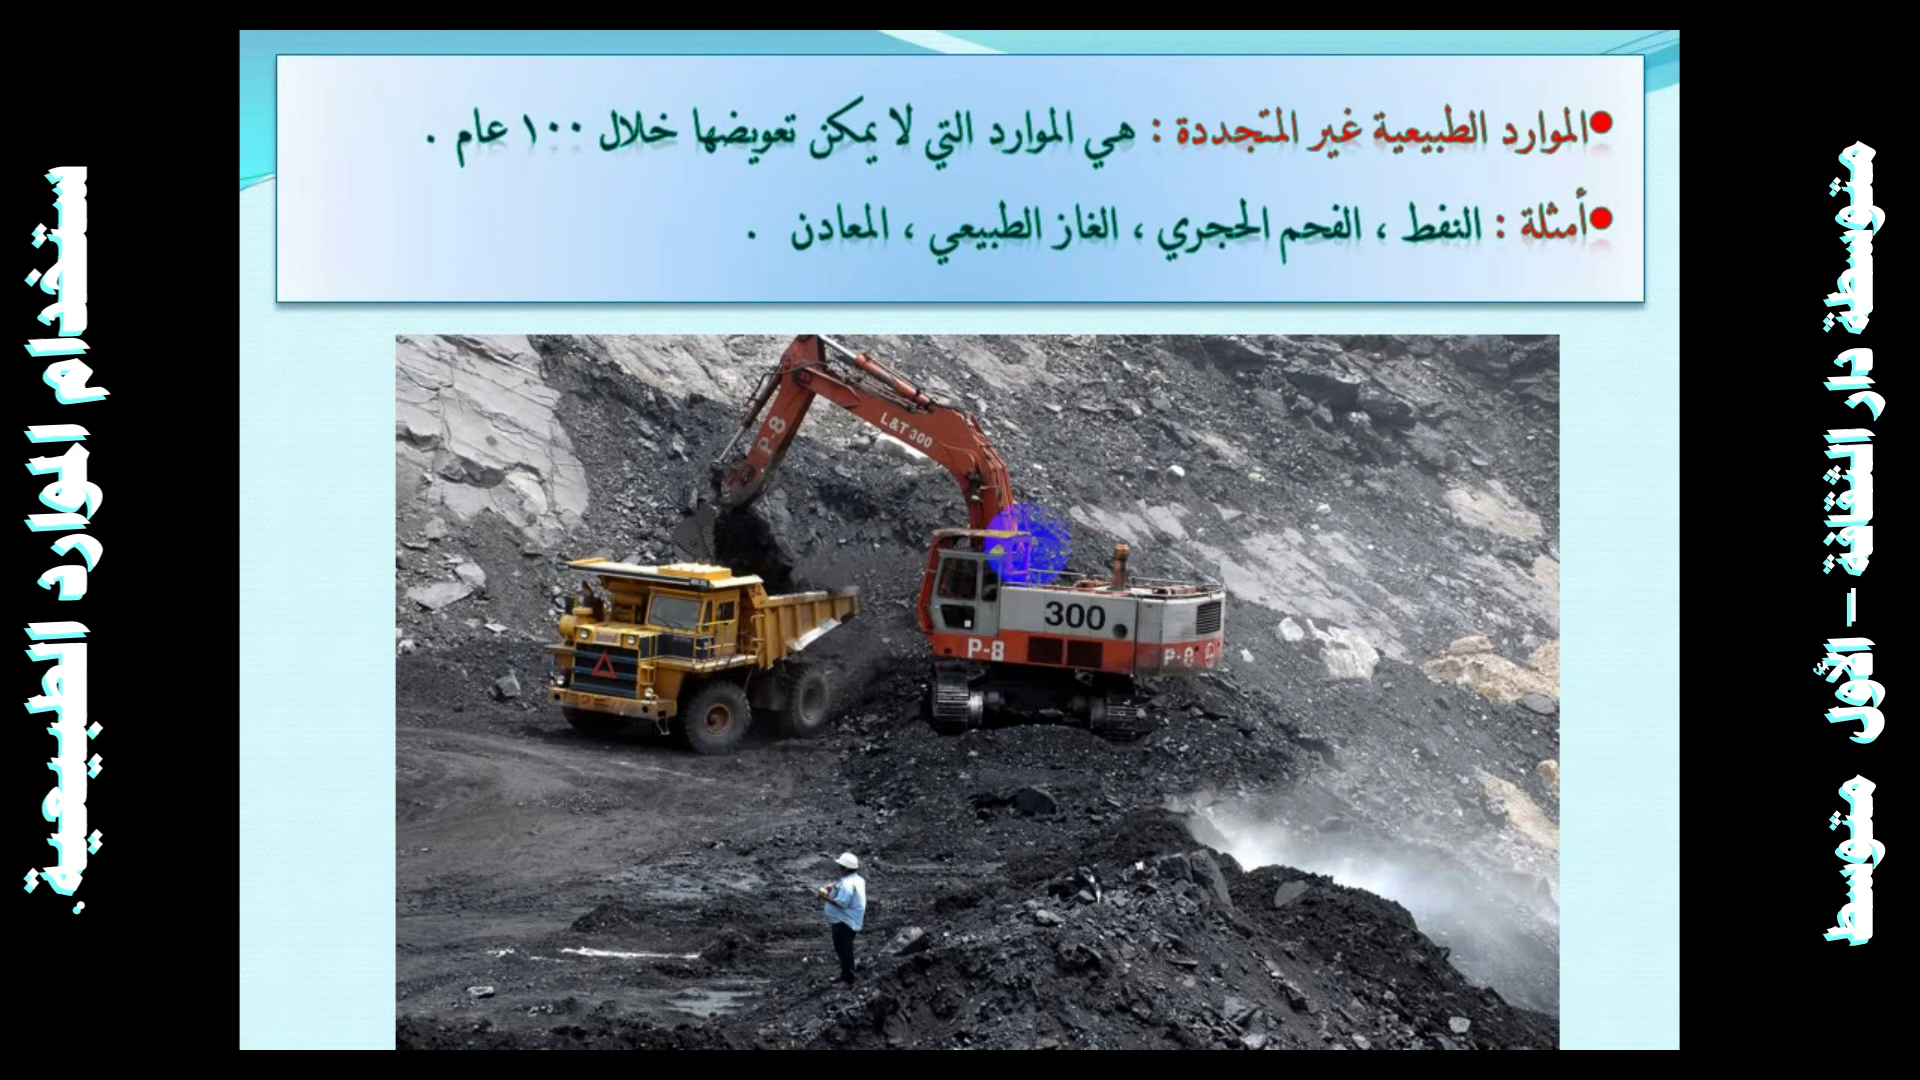 ●الموارد الطبيعية غير المتجددة : هي الموارد التي لا يمكن تعويضها خلال ١٠٠ عام .
●أمثلة : النفط ، الفحم الحجري ، الغاز الطبيعي ، المعادن .
متوسطة دار الثقافة – الأول متوسط
ستخدام الموارد الطبيعية.
L&T 300
P-8
300
P-8
P-8